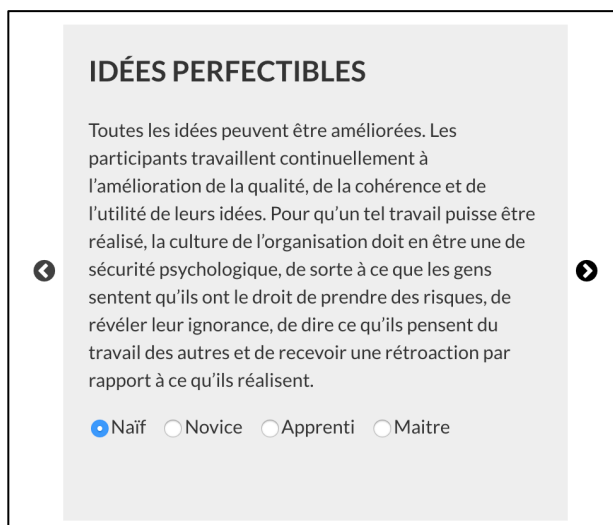 IDÉES PERFECTIBLES
Toutes les idées peuvent être améliorées. Les
participants travaillent continuellement à
l’amélioration de la qualité, de la cohérence et de
l’utilité de leurs idées. Pour qu’un tel travail puisse être
réalisé, la culture de l’organisation doit en être une de
sécurité psychologique, de sorte à ce que les gens
sentent qu’ils ont le droit de prendre des risques, de
révéler leur ignorance, de dire ce qu’ils pensent du
travail des autres et de recevoir une rétroaction par
rapport à ce qu’ils réalisent.
Naïf Novice Apprenti Maitre